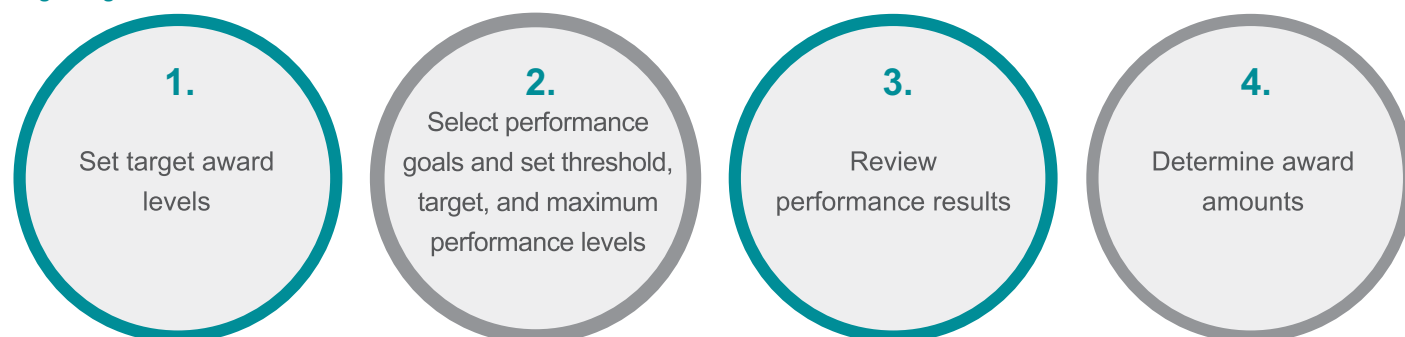 1.
Set target award
levels
2.
Select performance
goals and set threshold,
target, and maximum
performance levels
3.
Review
performance results
4.
Determine award
amounts